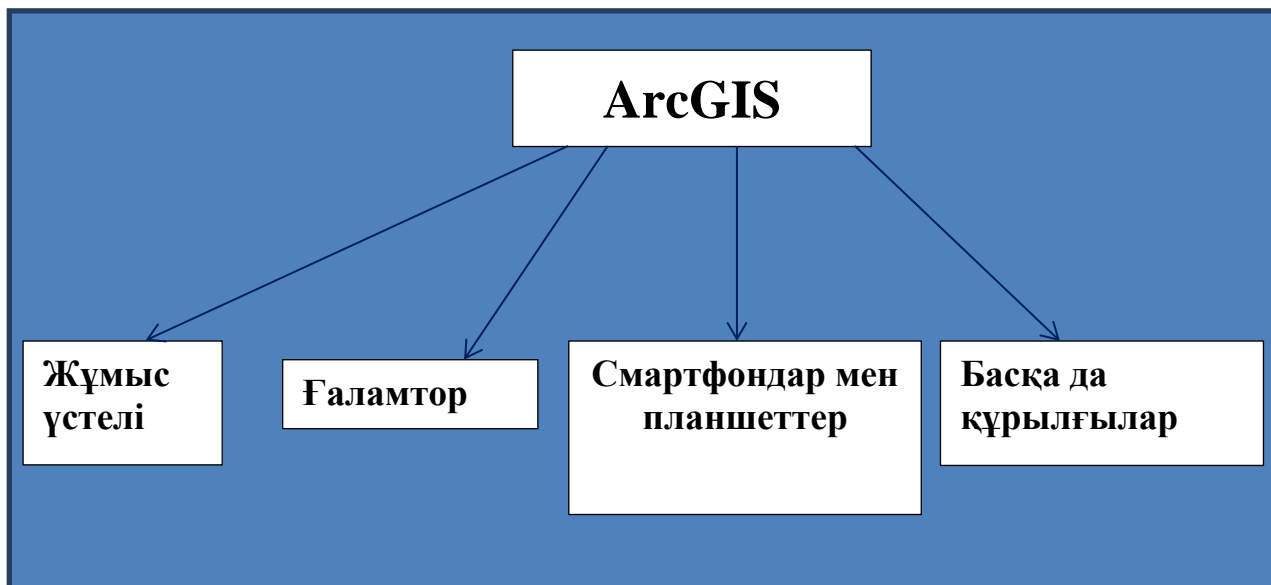 ArcGIS
Жұмыс
үстелі
Ғаламтор
Смартфондар мен
планшеттер
Басқа да
құрылғылар